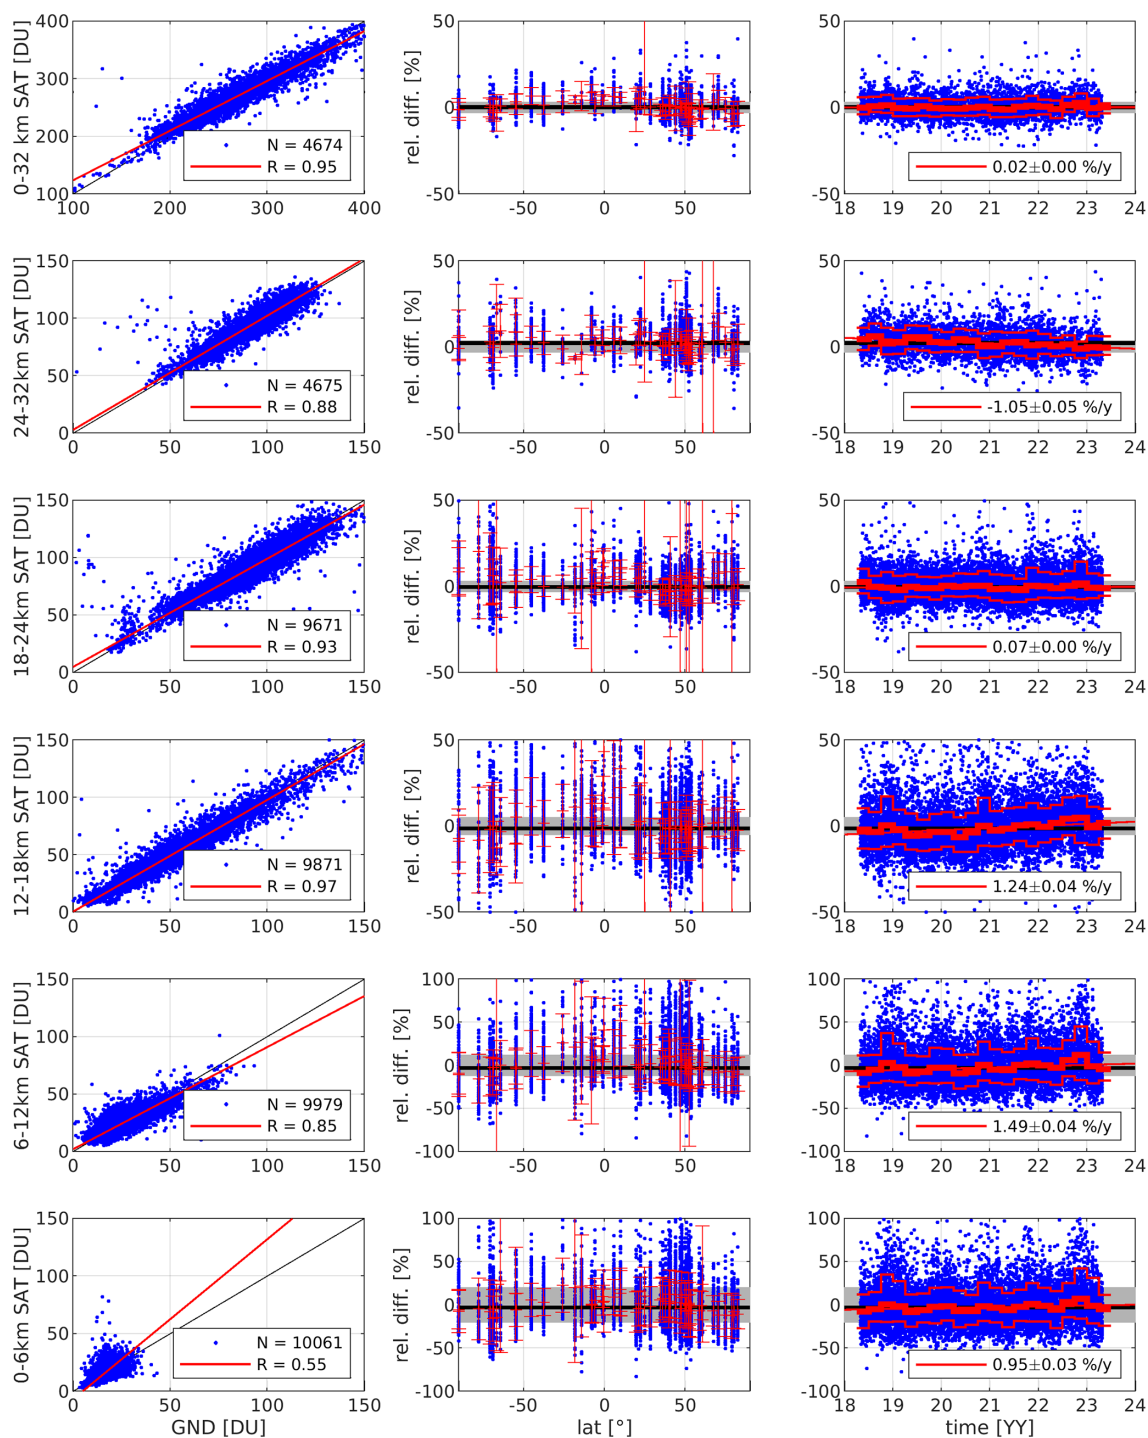 0-32 km SAT [DU]
400
300
200
100
100 200 300 400
N = 4674
R = 0.95
rel. diff. [%]
50
0
-50
-50 0 50
50
0
-50
18 19 20 21 22 23 24
0.02±0.00 %/y
24-32km SAT [DU]
150
100
50
0
0 50 100 150
N = 4675
R = 0.88
rel. diff. [%]
50
0
-50
-50 0 50
50
0
-50
18 19 20 21 22 23 24
-1.05±0.05 %/y
18-24km SAT [DU]
150
100
50
0
0 50 100 150
N = 9671
R = 0.93
rel. diff. [%]
50
0
-50
-50 0 50
50
0
-50
18 19 20 21 22 23 24
0.07±0.00 %/y
12-18km SAT [DU]
150
100
50
0
0 50 100 150
N = 9871
R = 0.97
rel. diff. [%]
50
0
-50
-50 0 50
50
0
-50
18 19 20 21 22 23 24
1.24±0.04 %/y
6-12km SAT [DU]
150
100
50
0
0 50 100 150
N = 9979
R = 0.85
rel. diff. [%]
100
50
0
-50
-100
-50 0 50
100
50
0
-50
-100
18 19 20 21 22 23 24
1.49±0.04 %/y
0-6km SAT [DU]
150
100
50
0
0 50 100 150
N = 10061
R = 0.55
GND [DU]
rel. diff. [%]
100
50
0
-50
-100
-50 0 50
lat [°]
100
50
0
-50
-100
18 19 20 21 22 23 24
0.95±0.03 %/y
time [YY]